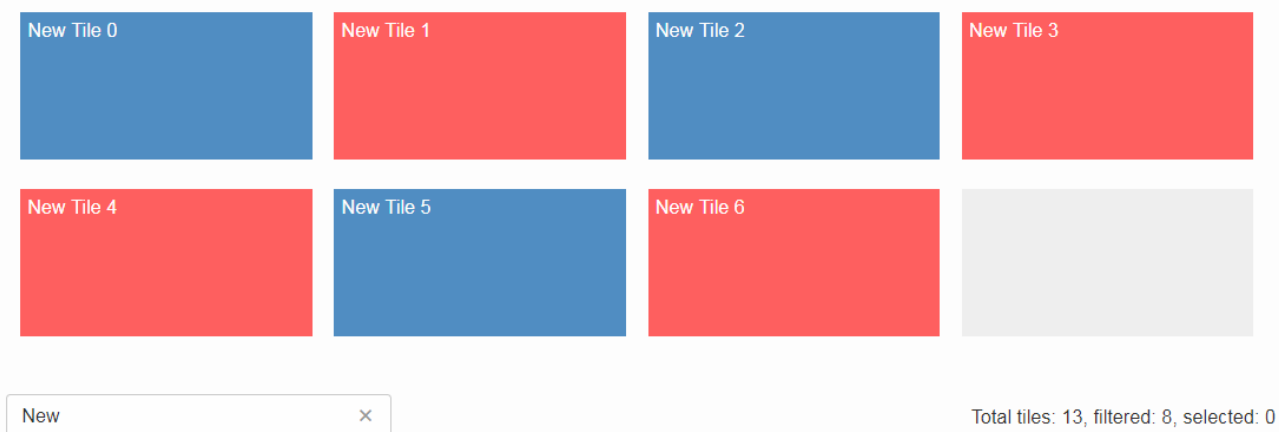 New Tile 0
New Tile 1
New Tile 2
New Tile 3
New Tile 4
New Tile 5
New Tile 6
New
Total tiles: 13, filtered: 8, selected: 0